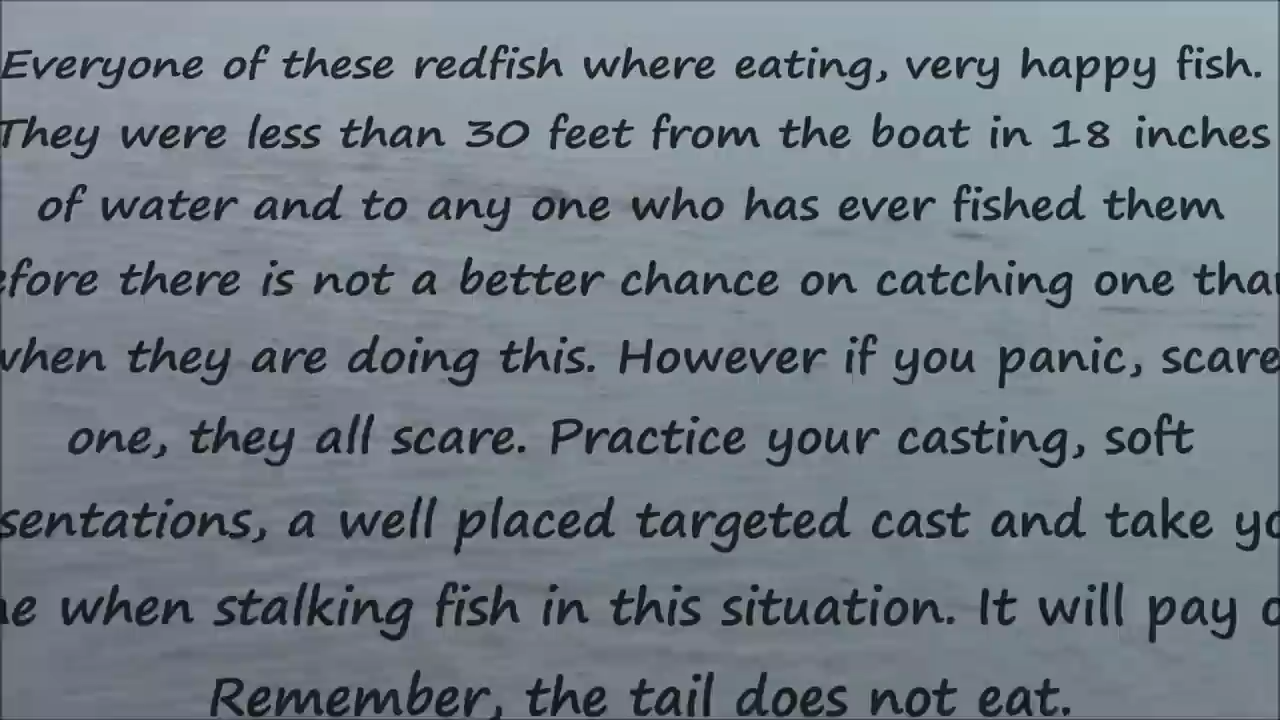 Everyone of these redfish where eating, very happy fish.
They were less than 30 feet from the boat in 18 inches
of water and to any one who has ever fished them
there is not a better chance on catching one
they are doing this. However if you panic, scare
one, they all scare. Practice your casting, soft
a well placed targeted cast and take
when stalking fish in this situation. It will pay
Remember, the tail does not eat.